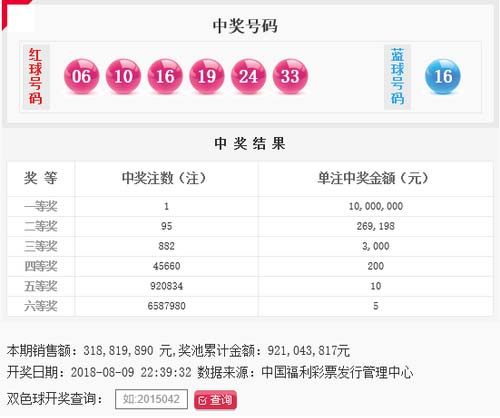 中奖号码
红球号码 06 10 16 19 24 33 蓝球号码 16
中奖结果
奖 等 中奖注数（注） 单注中奖金额（元）
一等奖 1 10,000,000
二等奖 95 269,198
三等奖 882 3,000
四等奖 45660 200
五等奖 920834 10
六等奖 6587980 5
本期销售额：318,819,890 元,奖池累计金额：921,043,817元
开奖日期：2018-08-09 22:39:32 数据来源：中国福利彩票发行管理中心
双色球开奖查询： 如:2015042 查询